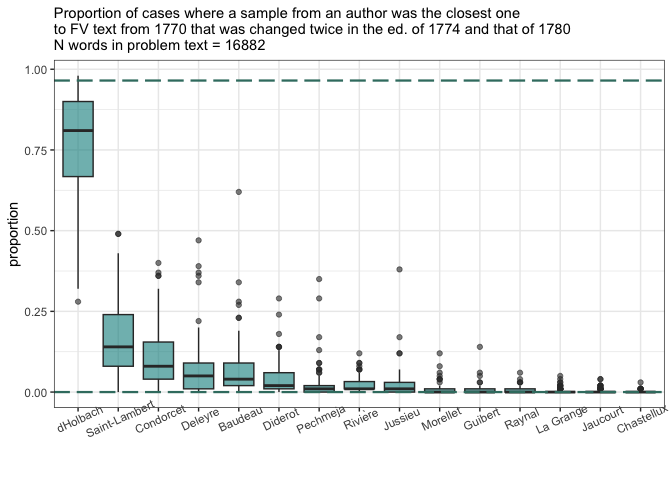 Proportion of cases where a sample from an author was the closest one
to FV text from 1770 that was changed twice in the ed. of 1774 and that of 1780
N words in problem text = 16882
1.00
0.75
0.50
0.25
0.00
proportion
dHolbach
Saint-Lambert
Condorcet
Deleyre
Baudeau
Diderot
Pechmeja
Rivière
Jussieu
Morellet
Guibert
Raynal
La Grange
Jaucourt
Chastellux